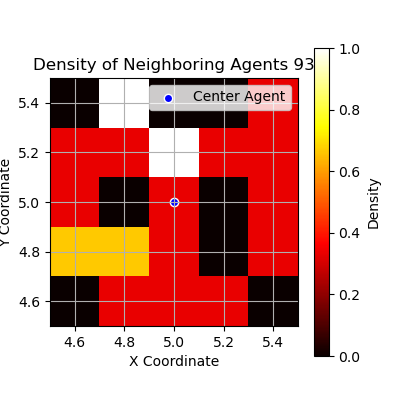 Density of Neighboring Agents 93
Center Agent
5.4
5.2
5.0
4.8
4.6
Y Coordinate
4.6 4.8 5.0 5.2 5.4
X Coordinate
1.0
0.8
0.6
0.4
0.2
0.0
Density